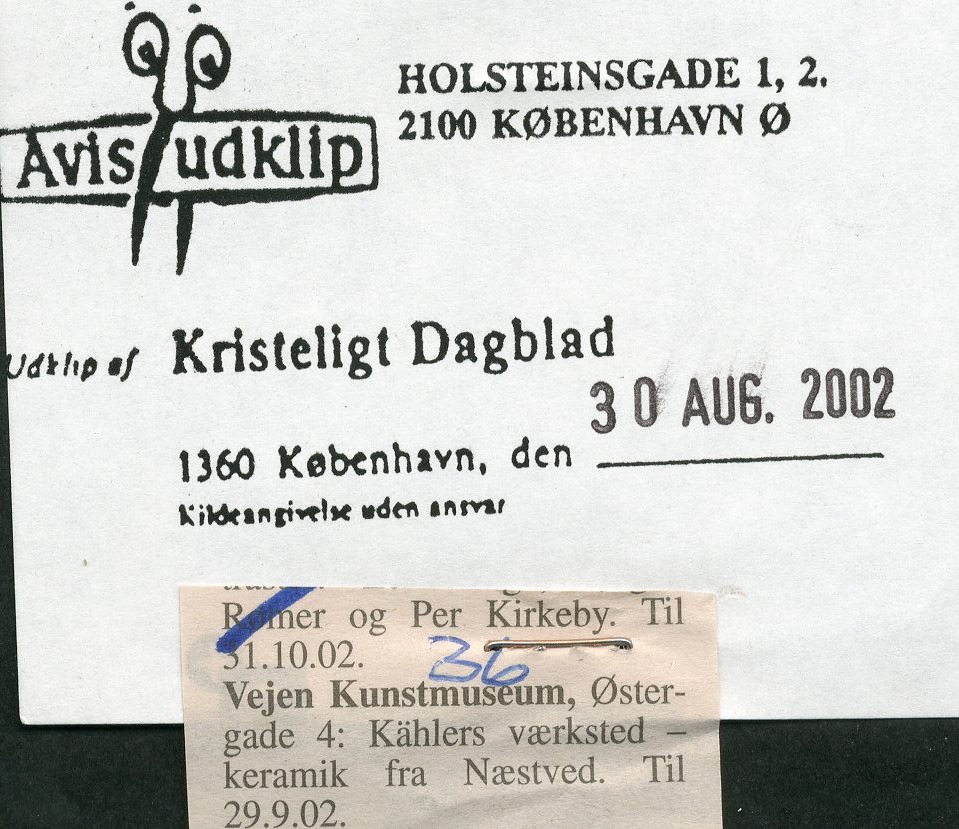 HOLSTEINSGADE 1, 2.
2100 KØBENHAVN Ø
Avis udklip
Udklip af Kristeligt Dagblad
30 AUG. 2002
1360 København, den
Kildeangivelse uden ansvar
Rømer og Per Kirkeby. Til
31.10.02.
36
Vejen Kunstmuseum, Øster-
gade 4: Kählers værksted –
keramik fra Næstved. Til
29.9.02.